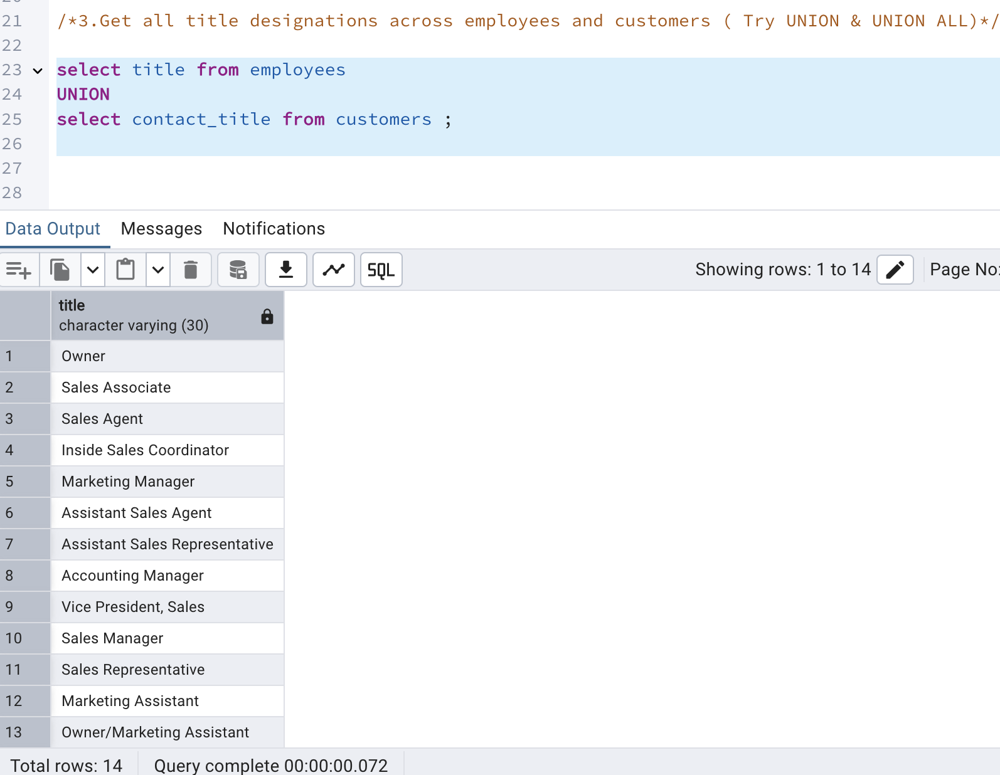 21 /*3.Get all title designations across employees and customers ( Try UNION & UNION ALL)*/
22
23 select title from employees
24 UNION
25 select contact_title from customers ;
26
27
28
Data Output Messages Notifications
SQL Showing rows: 1 to 14 Page No:
title
character varying (30)
1 Owner
2 Sales Associate
3 Sales Agent
4 Inside Sales Coordinator
5 Marketing Manager
6 Assistant Sales Agent
7 Assistant Sales Representative
8 Accounting Manager
9 Vice President, Sales
10 Sales Manager
11 Sales Representative
12 Marketing Assistant
13 Owner/Marketing Assistant
Total rows: 14 Query complete 00:00:00.072